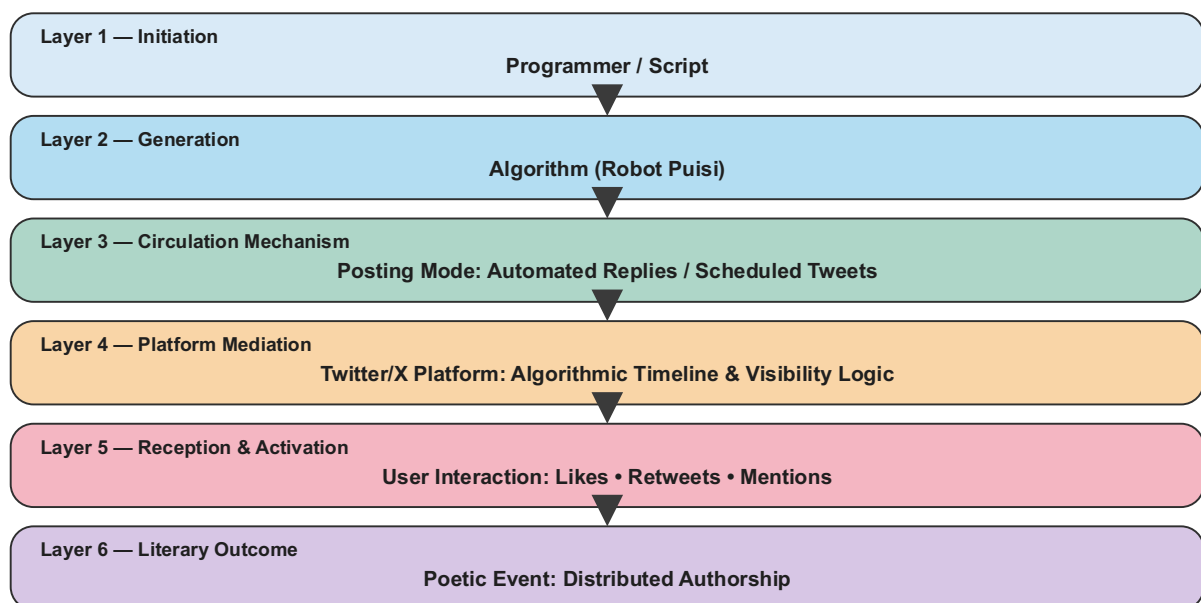 Layer 1 — Initiation
Programmer / Script
Layer 2 — Generation
Algorithm (Robot Puisi)
Layer 3 — Circulation Mechanism
Posting Mode: Automated Replies / Scheduled Tweets
Layer 4 — Platform Mediation
Twitter/X Platform: Algorithmic Timeline & Visibility Logic
Layer 5 — Reception & Activation
User Interaction: Likes • Retweets • Mentions
Layer 6 — Literary Outcome
Poetic Event: Distributed Authorship